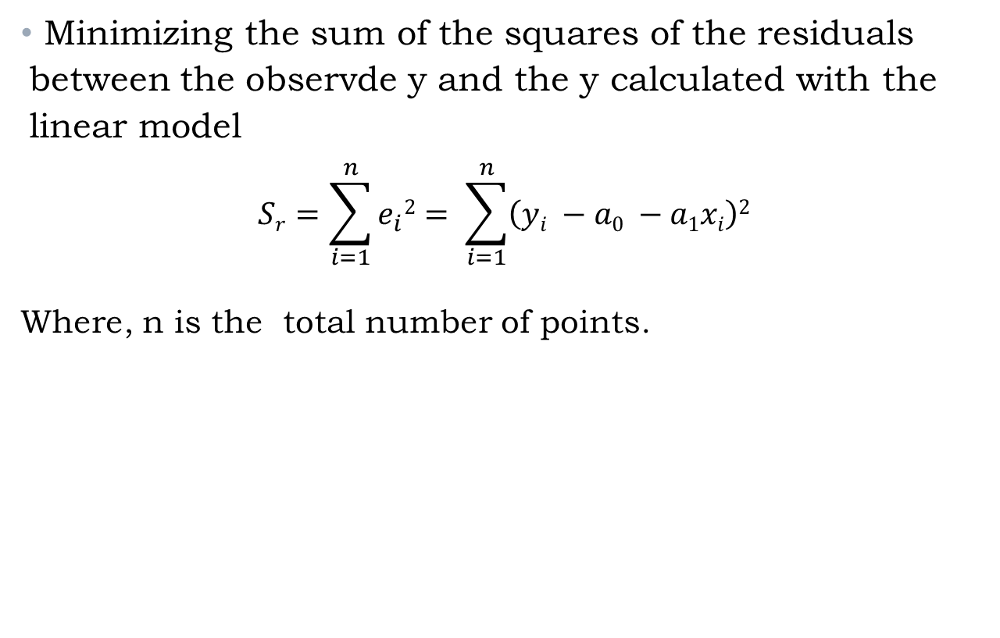 • Minimizing the sum of the squares of the residuals
between the observde y and the y calculated with the
linear model
$S_r = \sum_{i=1}^{n} e_i^2 = \sum_{i=1}^{n} (y_i - a_0 - a_1 x_i)^2$
Where, n is the total number of points.